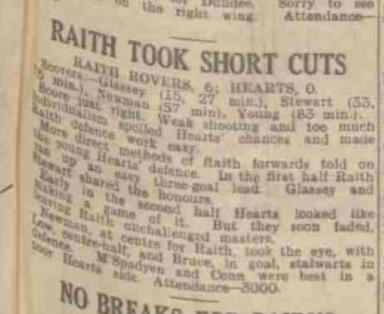 for Dundee. Sorry to see
on the right wing. Attendance—
RAITH TOOK SHORT CUTS
RAITH ROVERS, 6; HEARTS, 0.
Scorers—Glassey (15, 27 min.), Stewart (33,
min.), Newman (57 min.), Young (83 min.).
Score just right. Weak shooting and too much
individualism spoiled Hearts' chances and made
Raith defence work easy.
More direct methods of Raith forwards told on
the young Hearts' defence. In the first half Raith
ran up an easy three-goal lead. Glassey and
Stewart shared the honours.
Early in the second half Hearts looked like
making a game of it. But they soon faded,
leaving Raith unchallenged masters.
Newman, at centre for Raith, took the eye, with
Low, centre-half, and Bruce, in goal, stalwarts in
defence. M'Spadyen and Conn were best in a
poor Hearts side. Attendance—3000.
NO BREAKS FOR